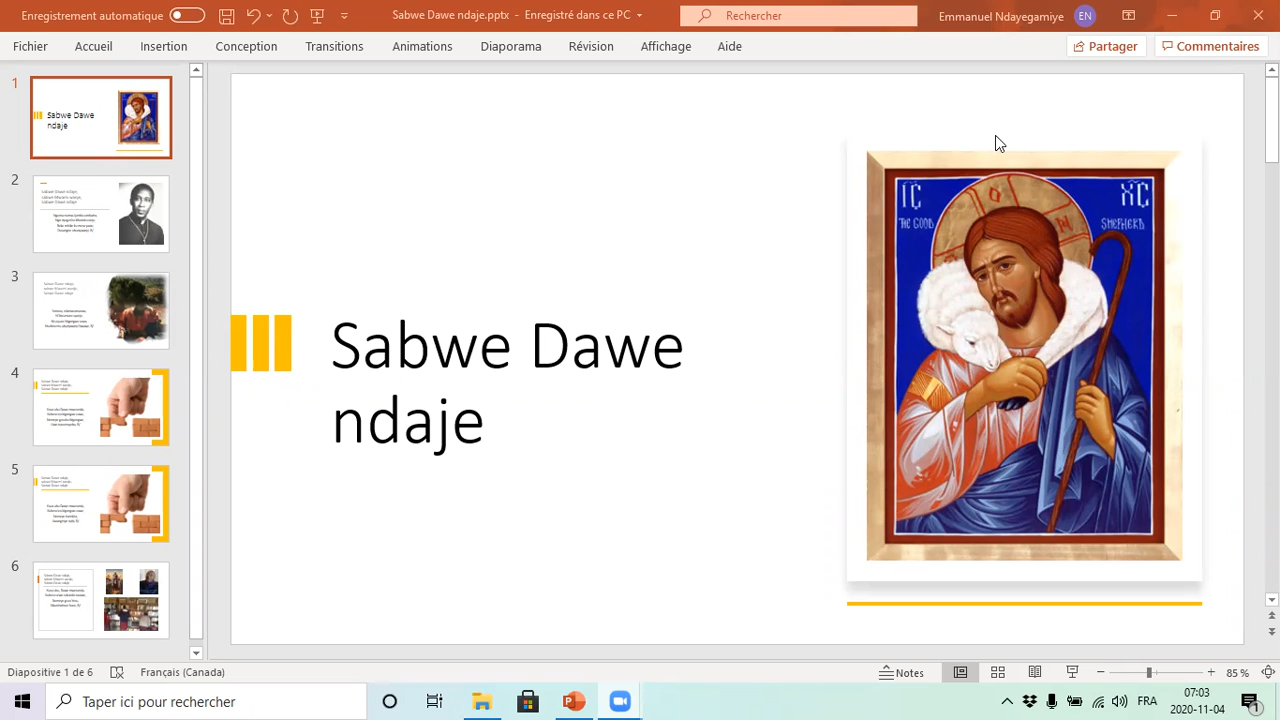 Enregistrement automatique
Sabwe Dawe ndaje.pptx - Enregistré dans ce PC
Rechercher
Emmanuel Ndayegamiye
EN
Fichier Accueil Insertion Conception Transitions Animations Diaporama Révision Affichage Aide
Partager
Commentaires
1
Sabwe Dawe
ndaje
2
3
4
5
6
Sabwe Dawe
ndaje
IC
XC
THE GOOD
SHEPHERD
Diapositive 1 de 6
Français (Canada)
Notes
85 %
Taper ici pour rechercher
FRA
07:03
2020-11-04
1